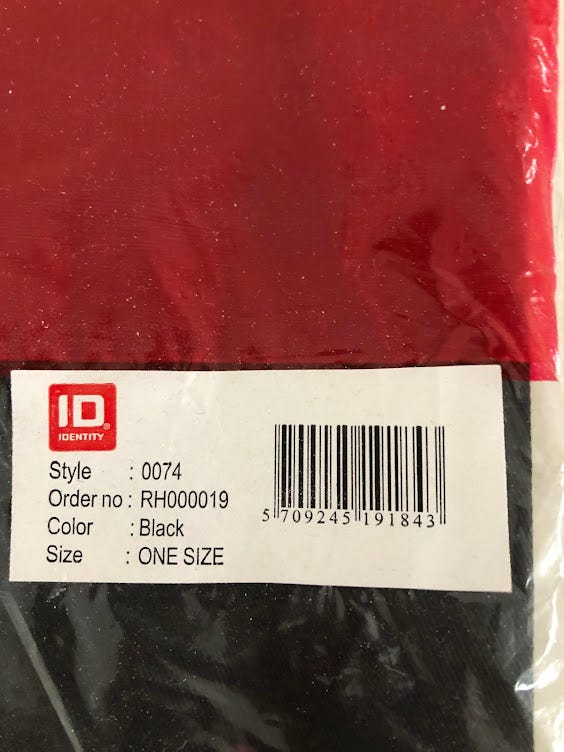 ID®
IDENTITY
Style : 0074
Order no : RH000019
Color : Black
Size : ONE SIZE
5 709245 191843